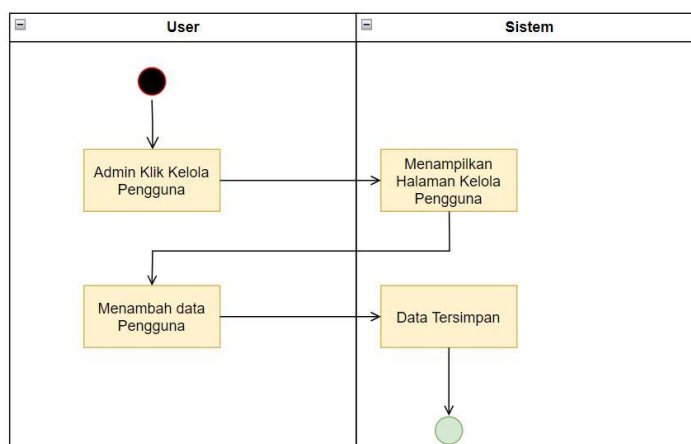 User
Sistem
Admin Klik Kelola
Pengguna
Menampilkan
Halaman Kelola
Pengguna
Menambah data
Pengguna
Data Tersimpan